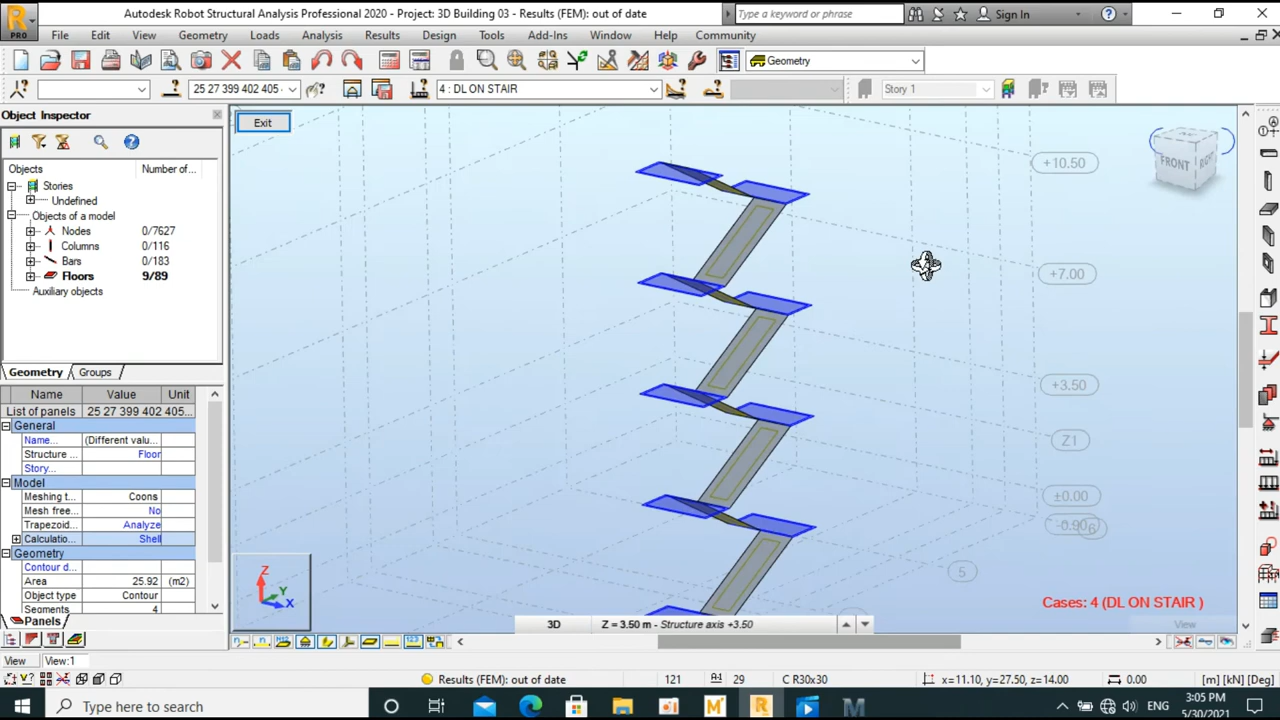 Autodesk Robot Structural Analysis Professional 2020 - Project: 3D Building 03 - Results (FEM): out of date
Type a keyword or phrase
Sign In
PRO
File Edit View Geometry Loads Analysis Results Design Tools Add-Ins Window Help Community
Geometry
25 27 399 402 405
4 : DL ON STAIR
Story 1
Object Inspector
Exit
Objects Number of...
Stories
Undefined
Objects of a model
Nodes 0/7627
Columns 0/116
Bars 0/183
Floors 9/89
Auxiliary objects
Geometry Groups
Name Value Unit
List of panels 25 27 399 402 405...
General
Name... (Different valu...
Structure ... Floor
Story...
Model
Meshing t... Coons
Mesh free... No
Trapezoid... Analyze
Calculatio... Shell
Geometry
Contour d...
Area 25.92 (m2)
Object type Contour
Segments 4
Panels
FRONT
+10.50
+7.00
+3.50
Z1
±0.00
-0.90
6
5
Z
Y
X
Cases: 4 (DL ON STAIR )
View
3D Z = 3.50 m - Structure axis +3.50
View View:1
Results (FEM): out of date 121 29 C R30x30 x=11.10, y=27.50, z=14.00 0.00 [m] [kN] [Deg]
Type here to search
ENG
3:05 PM
5/30/2021